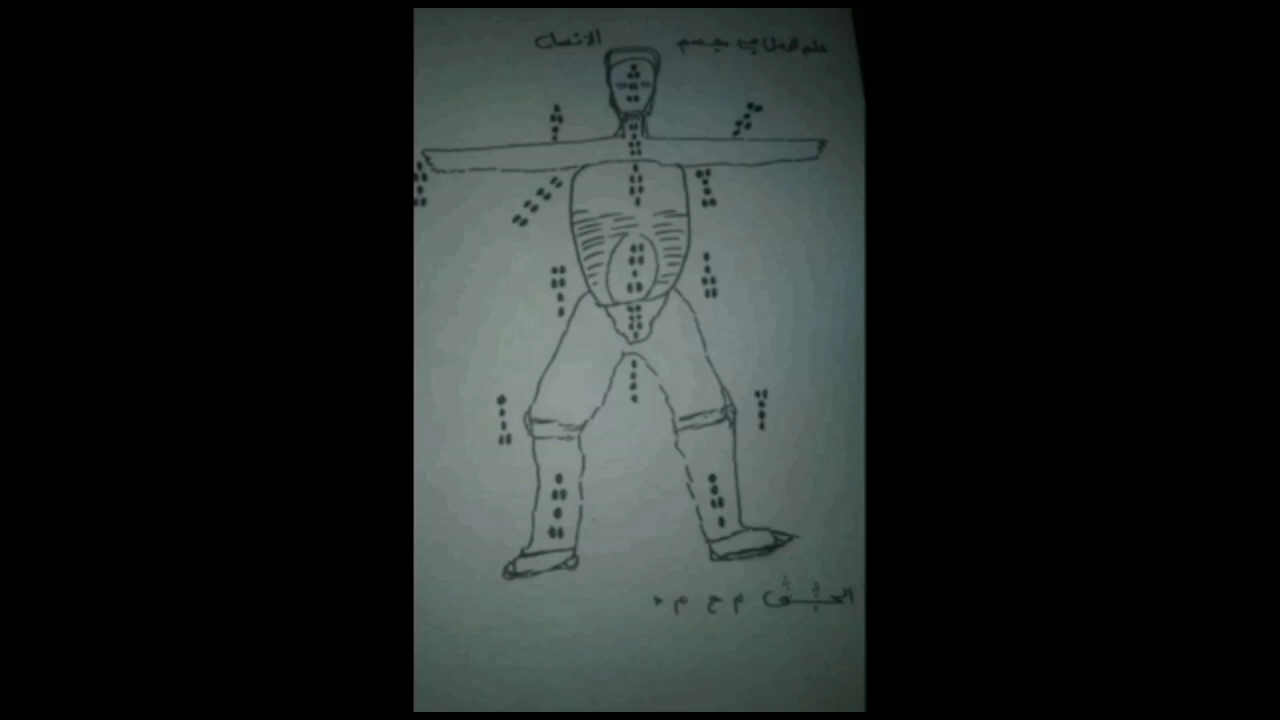 علم الرمل في جسم الانسان
م ح م د